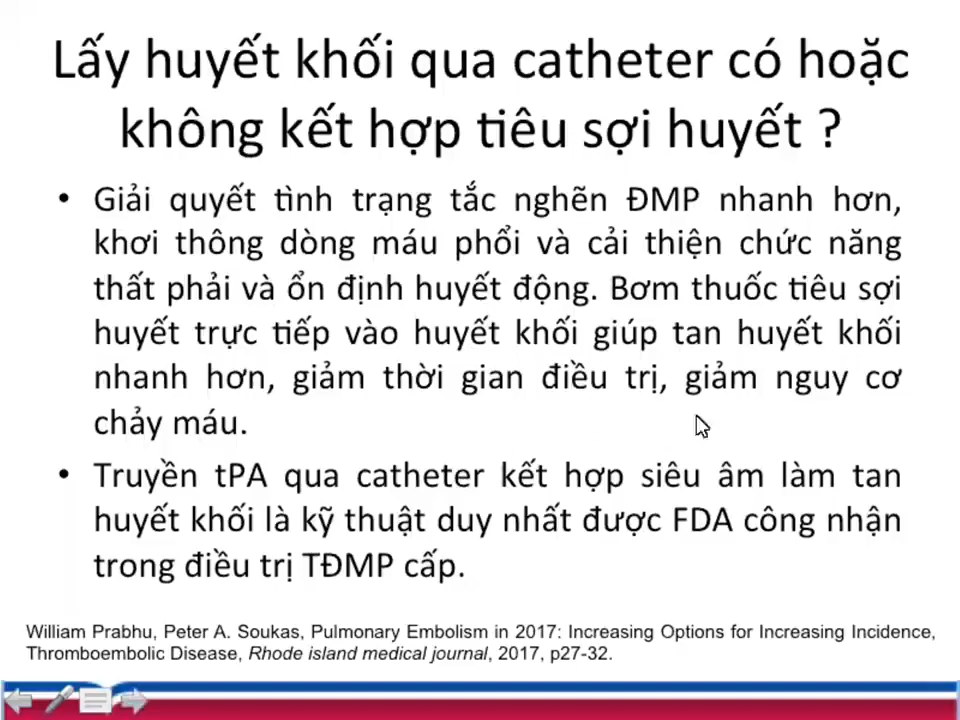 Lấy huyết khối qua catheter có hoặc
không kết hợp tiêu sợi huyết ?
• Giải quyết tình trạng tắc nghẽn ĐMP nhanh hơn,
khơi thông dòng máu phổi và cải thiện chức năng
thất phải và ổn định huyết động. Bơm thuốc tiêu sợi
huyết trực tiếp vào huyết khối giúp tan huyết khối
nhanh hơn, giảm thời gian điều trị, giảm nguy cơ
chảy máu.
• Truyền tPA qua catheter kết hợp siêu âm làm tan
huyết khối là kỹ thuật duy nhất được FDA công nhận
trong điều trị TĐMP cấp.
William Prabhu, Peter A. Soukas, Pulmonary Embolism in 2017: Increasing Options for Increasing Incidence,
Thromboembolic Disease, Rhode island medical journal, 2017, p27-32.